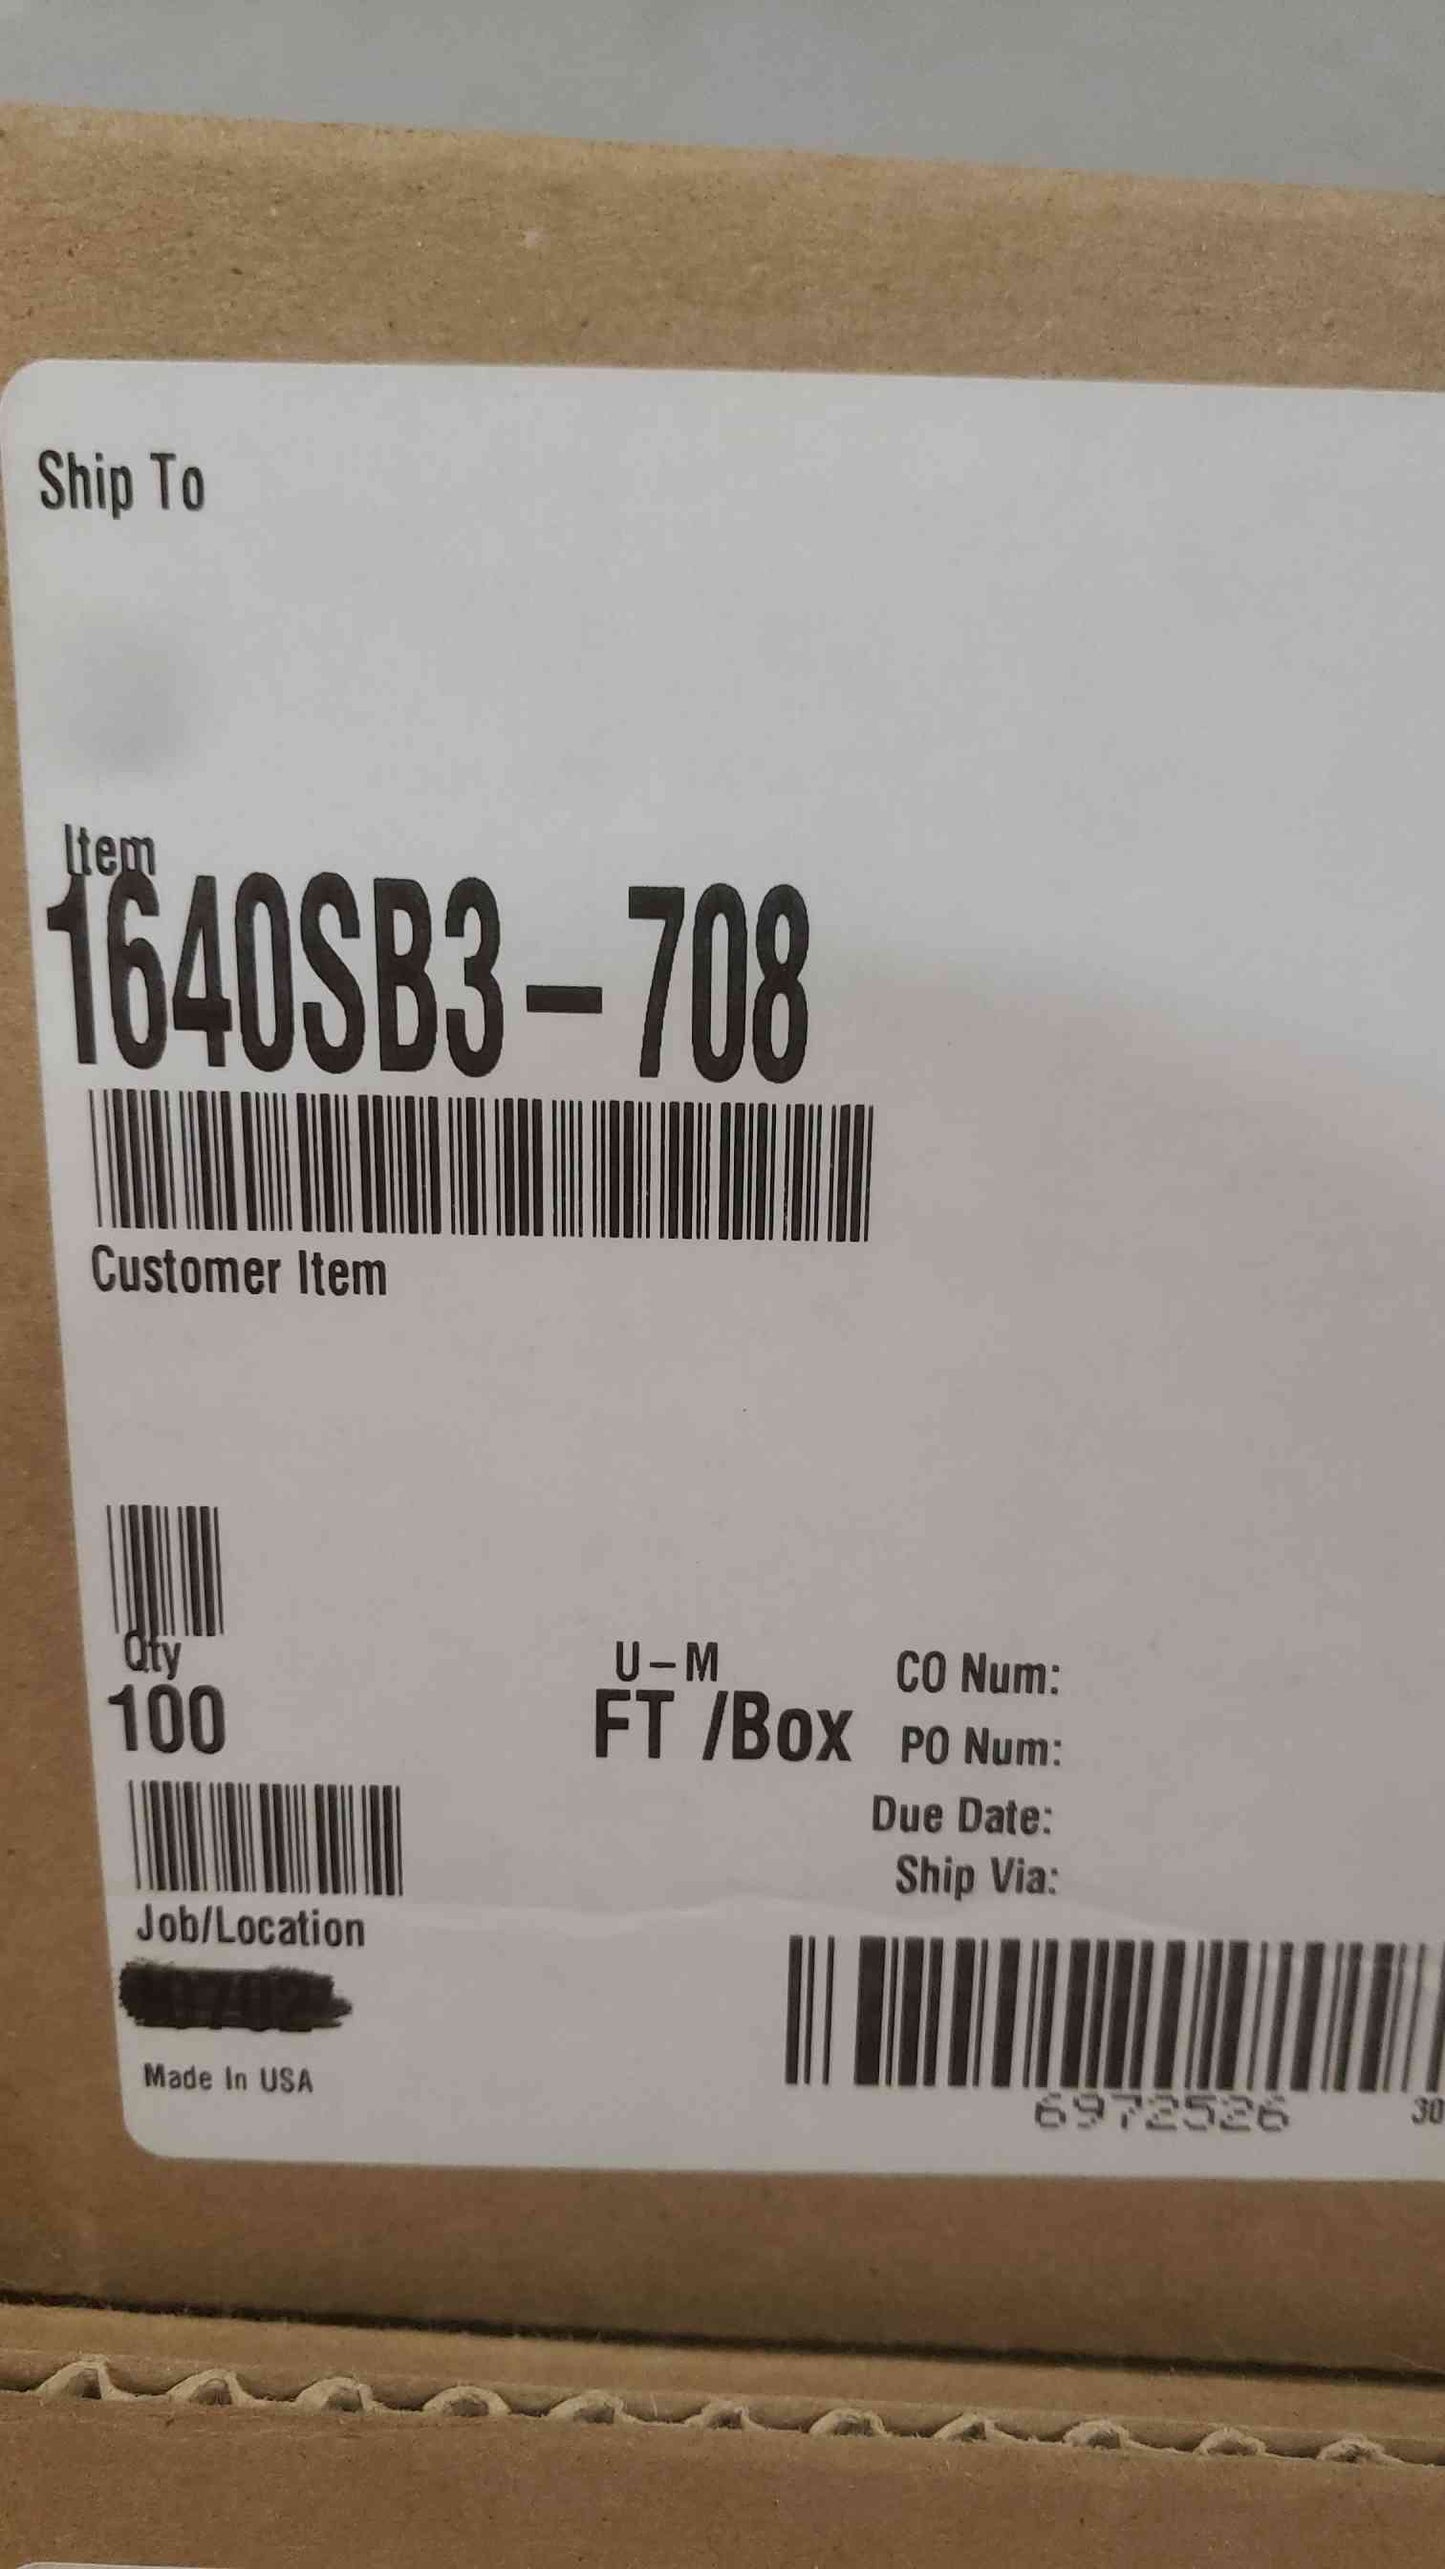 Ship To
Item
1640SB3-708
Customer Item
Qty
100
U-M
FT /Box
CO Num:
PO Num:
Due Date:
Ship Via:
Job/Location
Made In USA
6972526
30